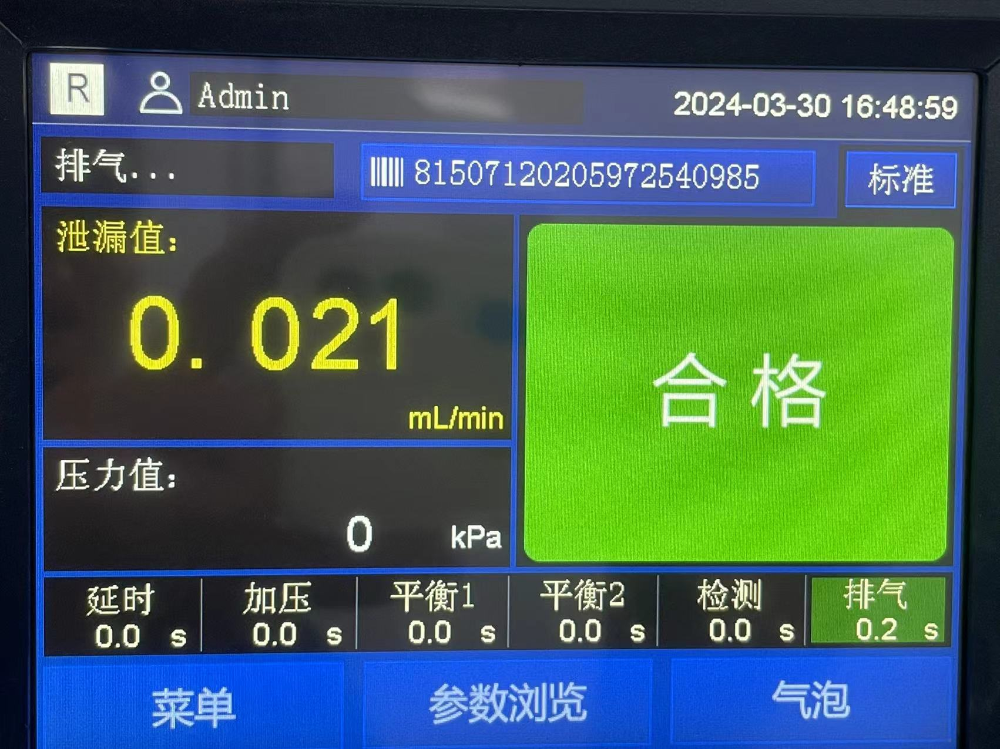 R Admin 2024-03-30 16:48:59
排气... 81507120205972540985 标准
泄漏值:
0.021
mL/min
合格
压力值:
0 kPa
延时 加压 平衡1 平衡2 检测 排气
0.0 s 0.0 s 0.0 s 0.0 s 0.0 s 0.2 s
菜单 参数浏览 气泡